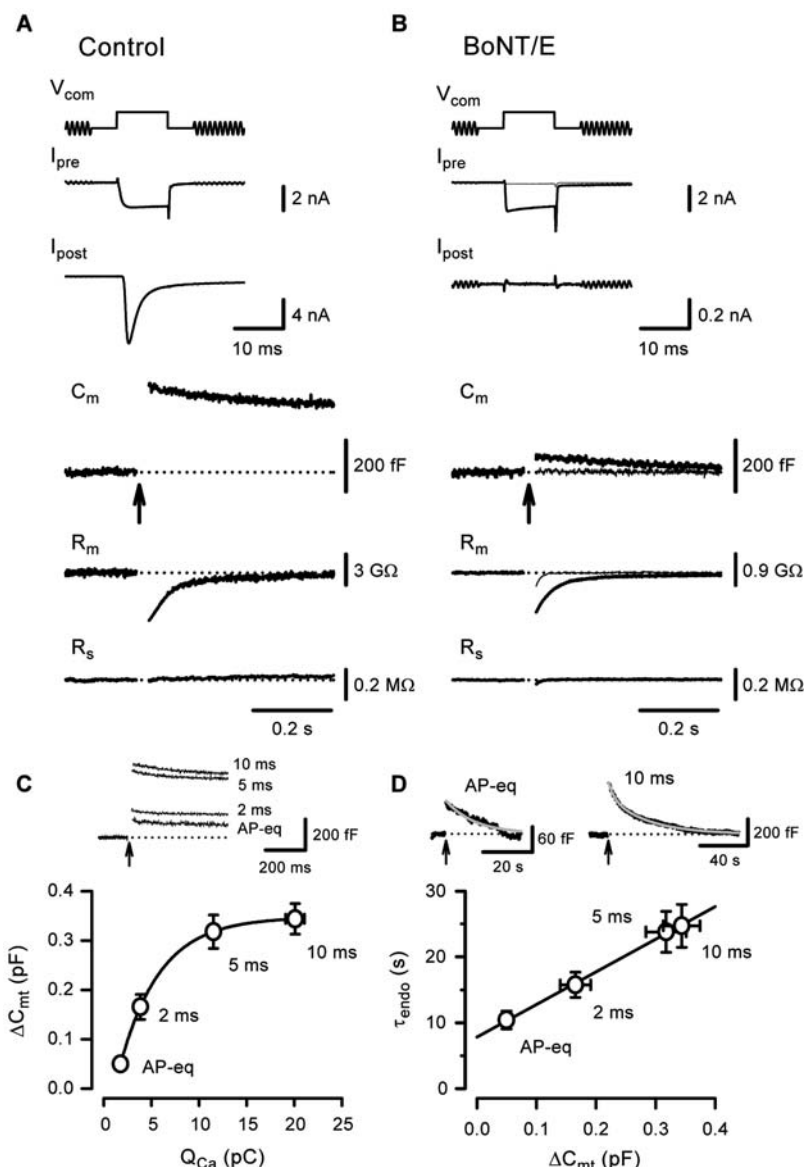 A
Control
V_com
I_pre
2 nA
I_post
4 nA
10 ms
C_m
200 fF
R_m
3 GΩ
R_s
0.2 MΩ
0.2 s
B
BoNT/E
V_com
I_pre
2 nA
I_post
0.2 nA
10 ms
C_m
200 fF
R_m
0.9 GΩ
R_s
0.2 MΩ
0.2 s
C
10 ms
5 ms
2 ms
AP-eq
200 fF
200 ms
0.4
0.3
0.2
0.1
0.0
ΔC_mt (pF)
10 ms
5 ms
2 ms
AP-eq
0 5 10 15 20 25
Q_Ca (pC)
D
AP-eq
60 fF
20 s
10 ms
200 fF
40 s
30
20
10
0
τ_endo (s)
5 ms
10 ms
2 ms
AP-eq
0.0 0.1 0.2 0.3 0.4
ΔC_mt (pF)